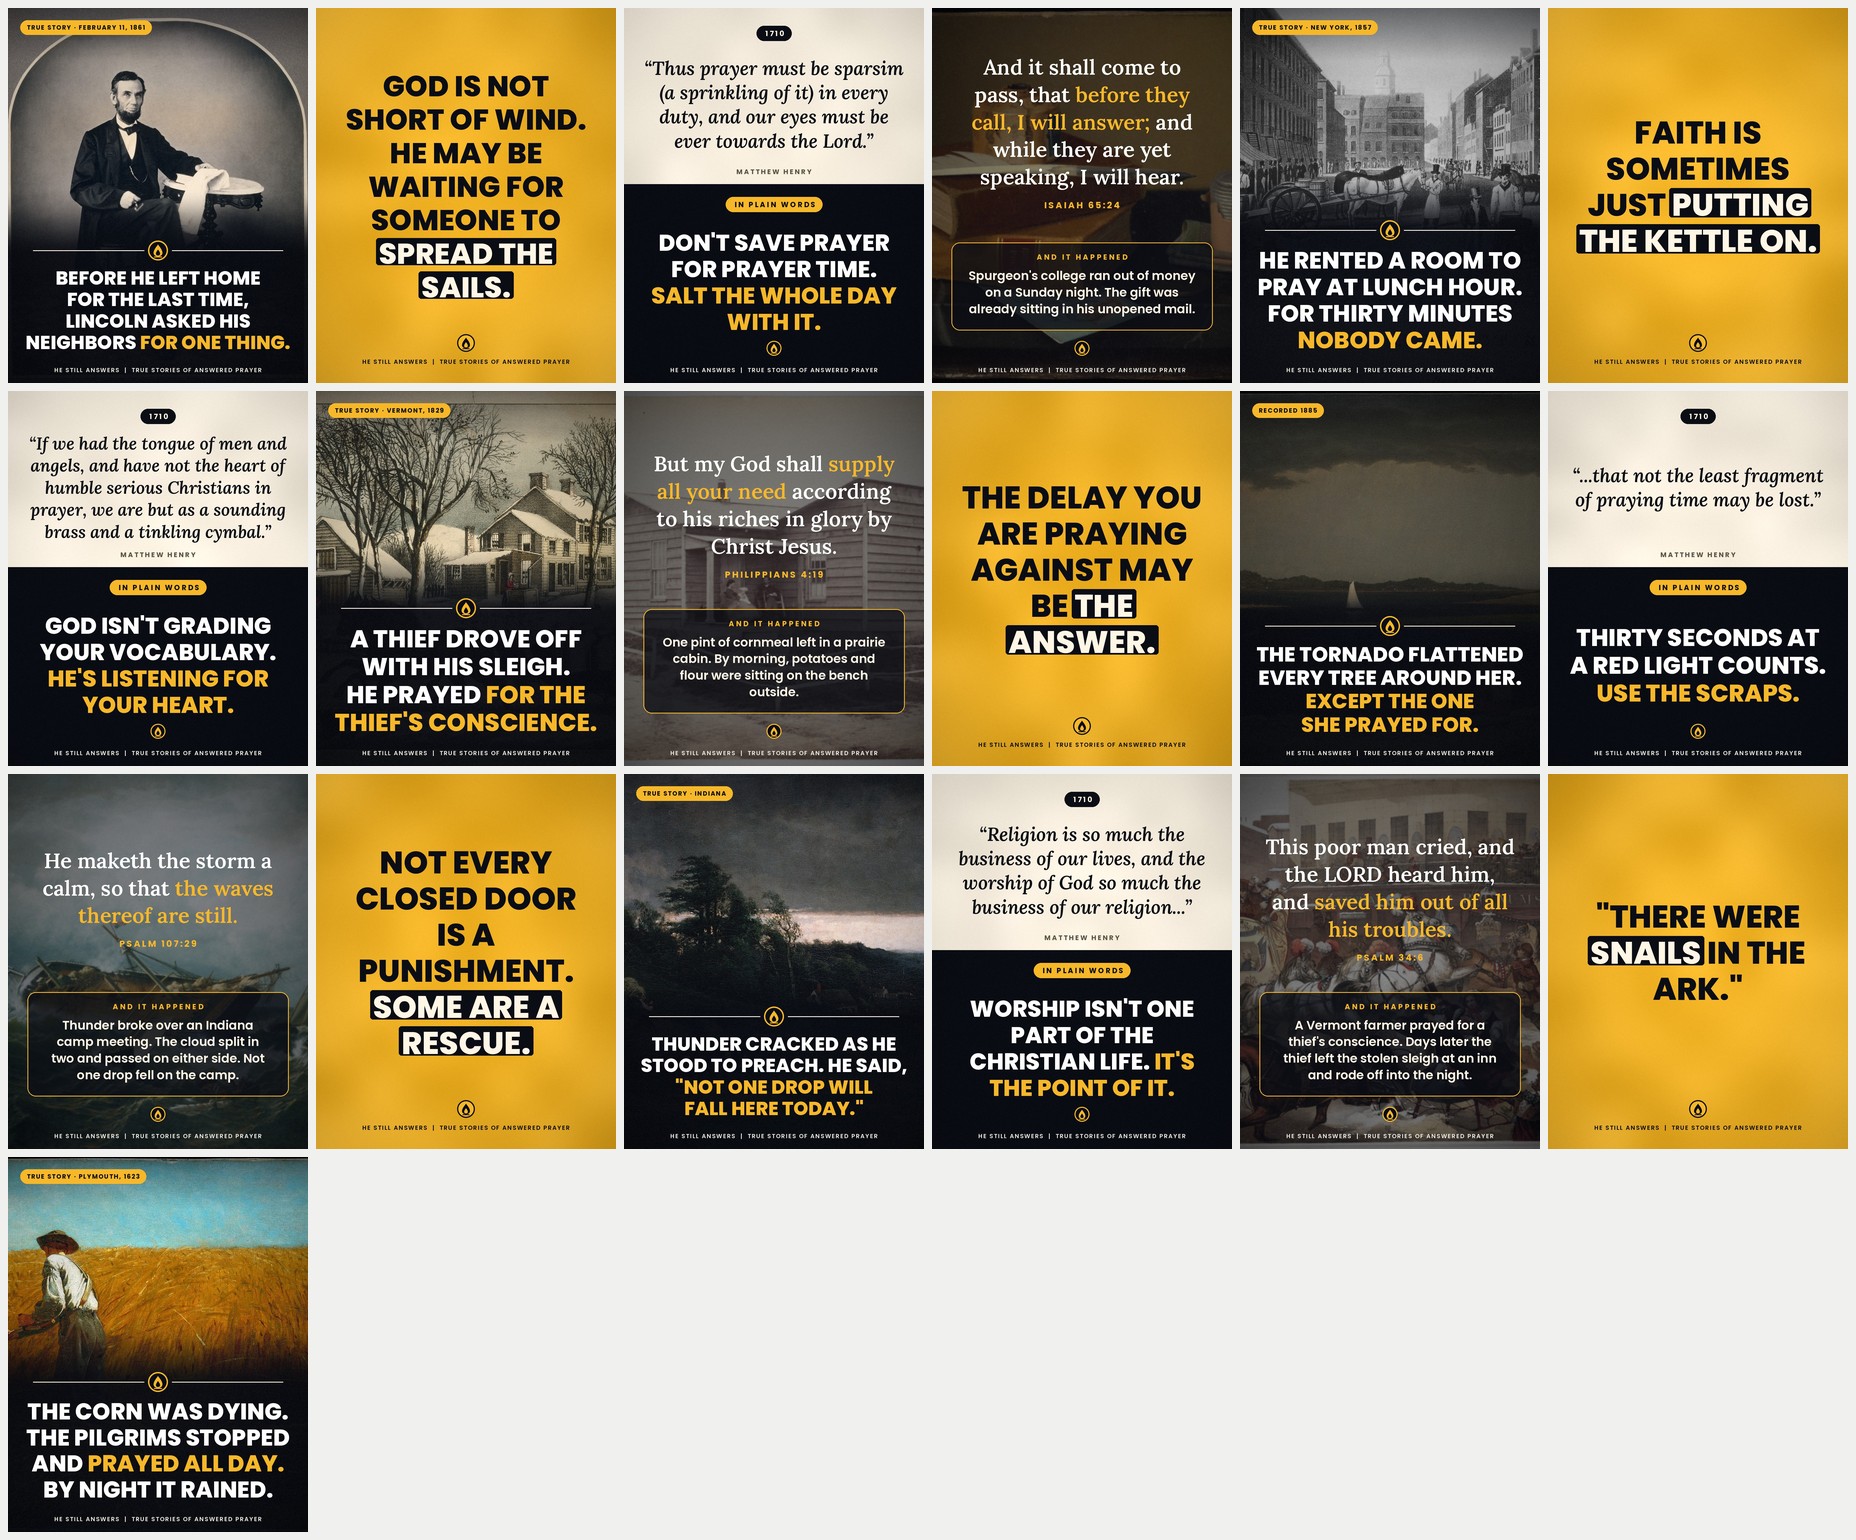 TRUE STORY · FEBRUARY 11, 1861
BEFORE HE LEFT HOME
FOR THE LAST TIME,
LINCOLN ASKED HIS
NEIGHBORS FOR ONE THING.
HE STILL ANSWERS | TRUE STORIES OF ANSWERED PRAYER
GOD IS NOT
SHORT OF WIND.
HE MAY BE
WAITING FOR
SOMEONE TO
SPREAD THE
SAILS.
HE STILL ANSWERS | TRUE STORIES OF ANSWERED PRAYER
1710
“Thus prayer must be sparsim
(a sprinkling of it) in every
duty, and our eyes must be
ever towards the Lord.”
MATTHEW HENRY
IN PLAIN WORDS
DON'T SAVE PRAYER
FOR PRAYER TIME.
SALT THE WHOLE DAY
WITH IT.
HE STILL ANSWERS | TRUE STORIES OF ANSWERED PRAYER
And it shall come to
pass, that before they
call, I will answer; and
while they are yet
speaking, I will hear.
ISAIAH 65:24
AND IT HAPPENED
Spurgeon's college ran out of money
on a Sunday night. The gift was
already sitting in his unopened mail.
HE STILL ANSWERS | TRUE STORIES OF ANSWERED PRAYER
TRUE STORY · NEW YORK, 1857
HE RENTED A ROOM TO
PRAY AT LUNCH HOUR.
FOR THIRTY MINUTES
NOBODY CAME.
HE STILL ANSWERS | TRUE STORIES OF ANSWERED PRAYER
FAITH IS
SOMETIMES
JUST PUTTING
THE KETTLE ON.
HE STILL ANSWERS | TRUE STORIES OF ANSWERED PRAYER
1710
“If we had the tongue of men and
angels, and have not the heart of
humble serious Christians in
prayer, we are but as a sounding
brass and a tinkling cymbal.”
MATTHEW HENRY
IN PLAIN WORDS
GOD ISN'T GRADING
YOUR VOCABULARY.
HE'S LISTENING FOR
YOUR HEART.
HE STILL ANSWERS | TRUE STORIES OF ANSWERED PRAYER
TRUE STORY · VERMONT, 1829
A THIEF DROVE OFF
WITH HIS SLEIGH.
HE PRAYED FOR THE
THIEF'S CONSCIENCE.
HE STILL ANSWERS | TRUE STORIES OF ANSWERED PRAYER
But my God shall supply
all your need according
to his riches in glory by
Christ Jesus.
PHILIPPIANS 4:19
AND IT HAPPENED
One pint of cornmeal left in a prairie
cabin. By morning, potatoes and
flour were sitting on the bench
outside.
HE STILL ANSWERS | TRUE STORIES OF ANSWERED PRAYER
THE DELAY YOU
ARE PRAYING
AGAINST MAY
BE THE
ANSWER.
HE STILL ANSWERS | TRUE STORIES OF ANSWERED PRAYER
RECORDED 1885
THE TORNADO FLATTENED
EVERY TREE AROUND HER.
EXCEPT THE ONE
SHE PRAYED FOR.
HE STILL ANSWERS | TRUE STORIES OF ANSWERED PRAYER
1710
“...that not the least fragment
of praying time may be lost.”
MATTHEW HENRY
IN PLAIN WORDS
THIRTY SECONDS AT
A RED LIGHT COUNTS.
USE THE SCRAPS.
HE STILL ANSWERS | TRUE STORIES OF ANSWERED PRAYER
He maketh the storm a
calm, so that the waves
thereof are still.
PSALM 107:29
AND IT HAPPENED
Thunder broke over an Indiana
camp meeting. The cloud split in
two and passed on either side. Not
one drop fell on the camp.
HE STILL ANSWERS | TRUE STORIES OF ANSWERED PRAYER
NOT EVERY
CLOSED DOOR
IS A
PUNISHMENT.
SOME ARE A
RESCUE.
HE STILL ANSWERS | TRUE STORIES OF ANSWERED PRAYER
TRUE STORY · INDIANA
THUNDER CRACKED AS HE
STOOD TO PREACH. HE SAID,
"NOT ONE DROP WILL
FALL HERE TODAY."
HE STILL ANSWERS | TRUE STORIES OF ANSWERED PRAYER
1710
“Religion is so much the
business of our lives, and the
worship of God so much the
business of our religion...”
MATTHEW HENRY
IN PLAIN WORDS
WORSHIP ISN'T ONE
PART OF THE
CHRISTIAN LIFE. IT'S
THE POINT OF IT.
HE STILL ANSWERS | TRUE STORIES OF ANSWERED PRAYER
This poor man cried, and
the LORD heard him,
and saved him out of all
his troubles.
PSALM 34:6
AND IT HAPPENED
A Vermont farmer prayed for a
thief's conscience. Days later the
thief left the stolen sleigh at an inn
and rode off into the night.
HE STILL ANSWERS | TRUE STORIES OF ANSWERED PRAYER
"THERE WERE
SNAILS IN THE
ARK."
HE STILL ANSWERS | TRUE STORIES OF ANSWERED PRAYER
TRUE STORY · PLYMOUTH, 1623
THE CORN WAS DYING.
THE PILGRIMS STOPPED
AND PRAYED ALL DAY.
BY NIGHT IT RAINED.
HE STILL ANSWERS | TRUE STORIES OF ANSWERED PRAYER